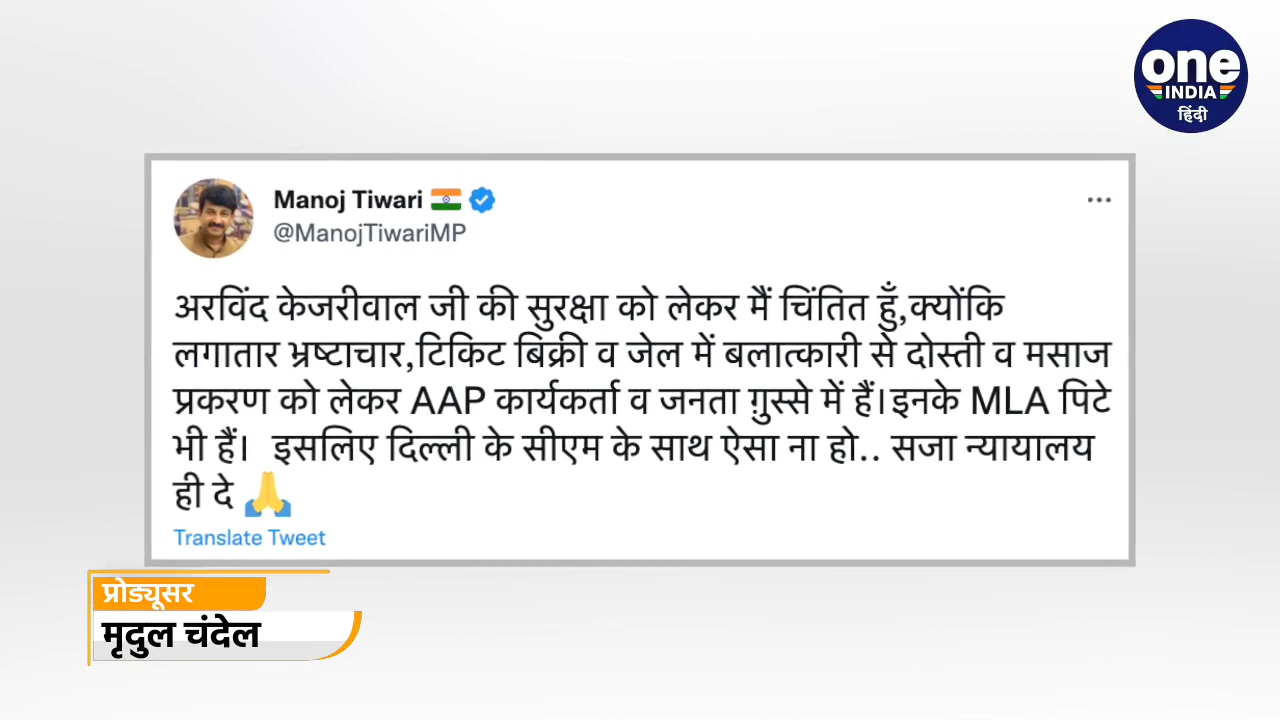 one
INDIA
हिंदी
Manoj Tiwari
@ManojTiwariMP
अरविंद केजरीवाल जी की सुरक्षा को लेकर मैं चिंतित हुँ,क्योंकि
लगातार भ्रष्टाचार,टिकिट बिक्री व जेल में बलात्कारी से दोस्ती व मसाज
प्रकरण को लेकर AAP कार्यकर्ता व जनता ग़ुस्से में हैं।इनके MLA पिटे
भी हैं।  इसलिए दिल्ली के सीएम के साथ ऐसा ना हो.. सजा न्यायालय
ही दे 🙏
Translate Tweet
प्रोड्यूसर
मृदुल चंदेल